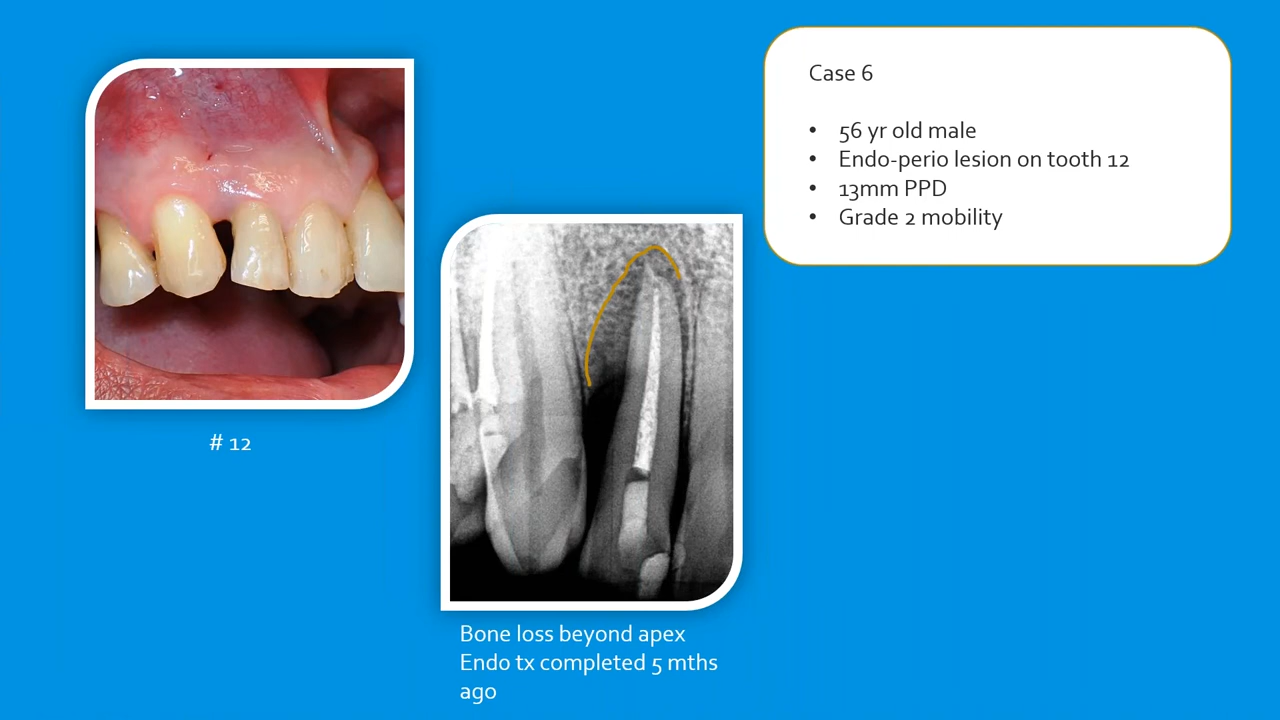 Case 6
• 56 yr old male
• Endo-perio lesion on tooth 12
• 13mm PPD
• Grade 2 mobility
# 12
Bone loss beyond apex
Endo tx completed 5 mths
ago